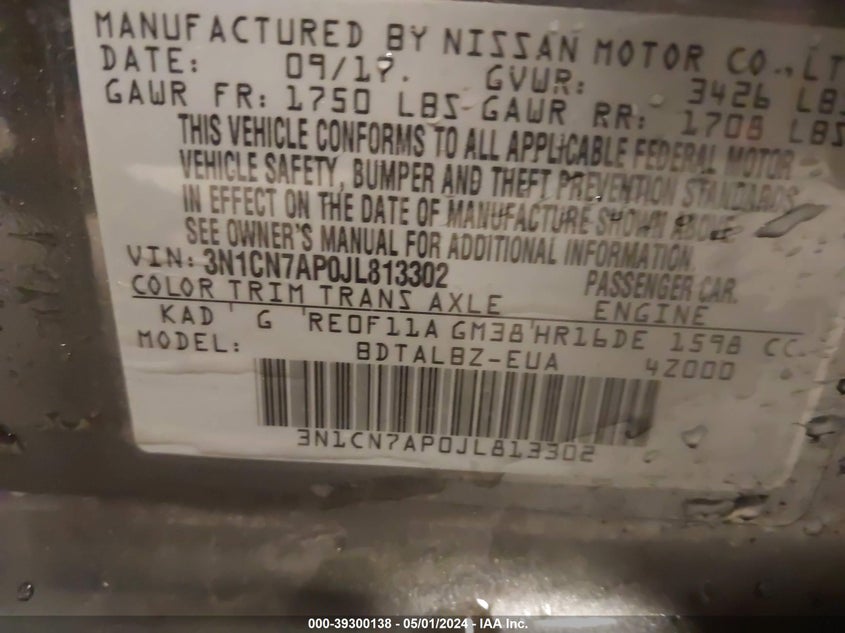 MANUFACTURED BY NISSAN MOTOR CO., LT
DATE: 09/17. GVWR: 3426 LBS
GAWR FR: 1750 LBS GAWR RR: 1708 LBS
THIS VEHICLE CONFORMS TO ALL APPLICABLE FEDERAL MOTOR
VEHICLE SAFETY, BUMPER AND THEFT PREVENTION STANDARDS
IN EFFECT ON THE DATE OF MANUFACTURE SHOWN ABOVE
SEE OWNER'S MANUAL FOR ADDITIONAL INFORMATION.
VIN: 3N1CN7AP0JL813302 PASSENGER CAR.
COLOR TRIM TRANS AXLE ENGINE
KAD G RE0F11A GM38 HR16DE 1598 CC
MODEL: BDTALBZ-EUA 4Z000
3N1CN7AP0JL813302
000-39300138 - 05/01/2024 - IAA Inc.